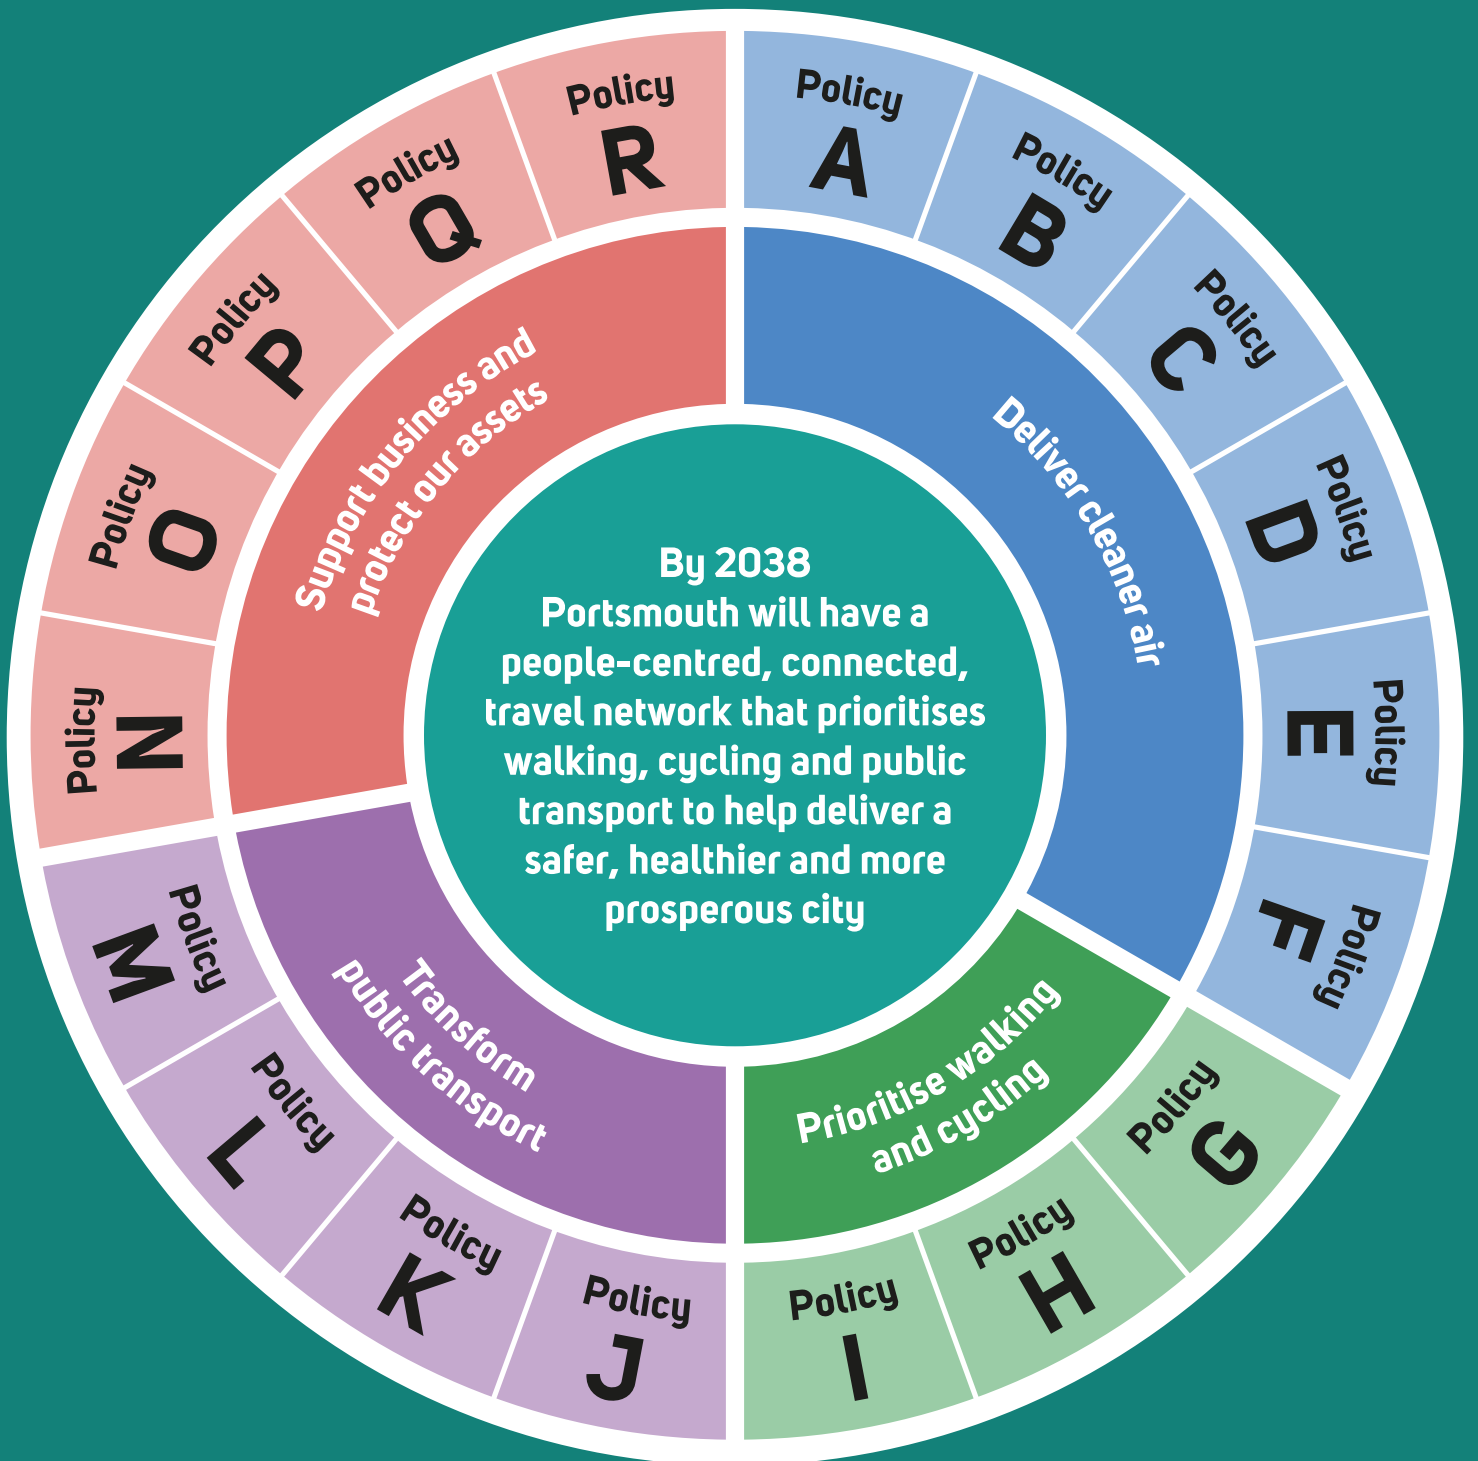 By 2038
Portsmouth will have a
people-centred, connected,
travel network that prioritises
walking, cycling and public
transport to help deliver a
safer, healthier and more
prosperous city
Deliver cleaner air
Policy
A
Policy
B
Policy
C
Policy
D
Policy
E
Policy
F
Prioritise walking
and cycling
Policy
G
Policy
H
Policy
I
Transform
public transport
Policy
J
Policy
K
Policy
L
Policy
M
Support business and
protect our assets
Policy
N
Policy
O
Policy
P
Policy
Q
Policy
R